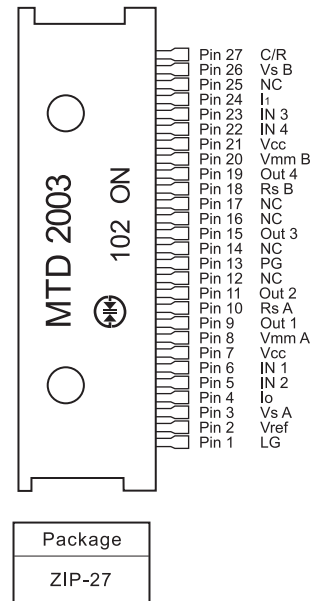 MTD 2003
102 ON
Pin 27 C/R
Pin 26 Vs B
Pin 25 NC
Pin 24 I1
Pin 23 IN 3
Pin 22 IN 4
Pin 21 Vcc
Pin 20 Vmm B
Pin 19 Out 4
Pin 18 Rs B
Pin 17 NC
Pin 16 NC
Pin 15 Out 3
Pin 14 NC
Pin 13 PG
Pin 12 NC
Pin 11 Out 2
Pin 10 Rs A
Pin 9 Out 1
Pin 8 Vmm A
Pin 7 Vcc
Pin 6 IN 1
Pin 5 IN 2
Pin 4 Io
Pin 3 Vs A
Pin 2 Vref
Pin 1 LG
Package
ZIP-27